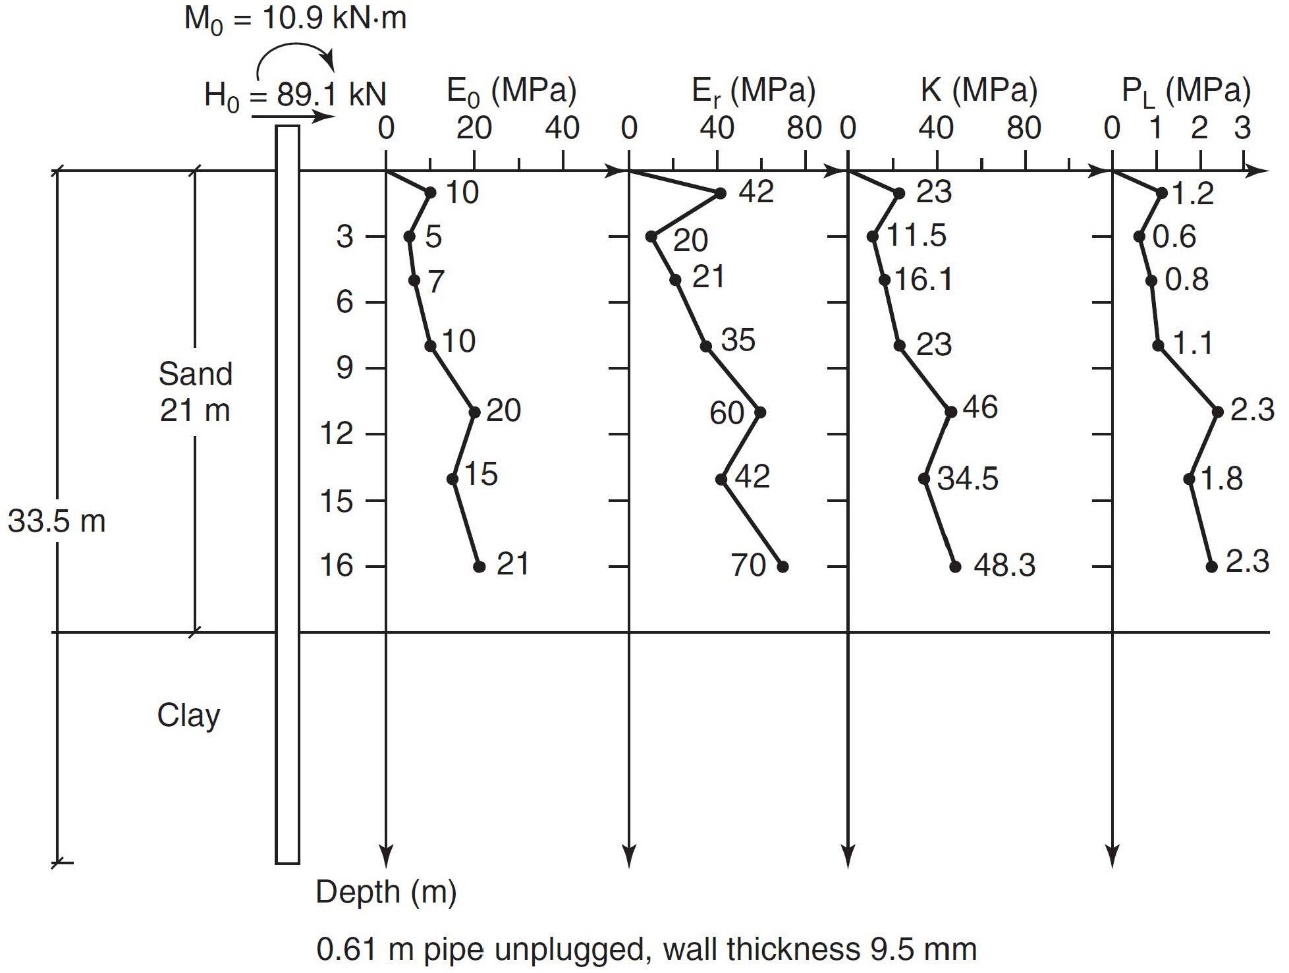 M0 = 10.9 kN·m
H0 = 89.1 kN
E0 (MPa)
Er (MPa)
K (MPa)
PL (MPa)
0 20 40
0 40 80
0 40 80
0 1 2 3
10 42 23 1.2
3 5 20 11.5 0.6
7 21 16.1 0.8
6
10 35 23 1.1
9
Sand
21 m
20 60 46 2.3
12
15 42 34.5 1.8
15
33.5 m
16 21 70 48.3 2.3
Clay
Depth (m)
0.61 m pipe unplugged, wall thickness 9.5 mm